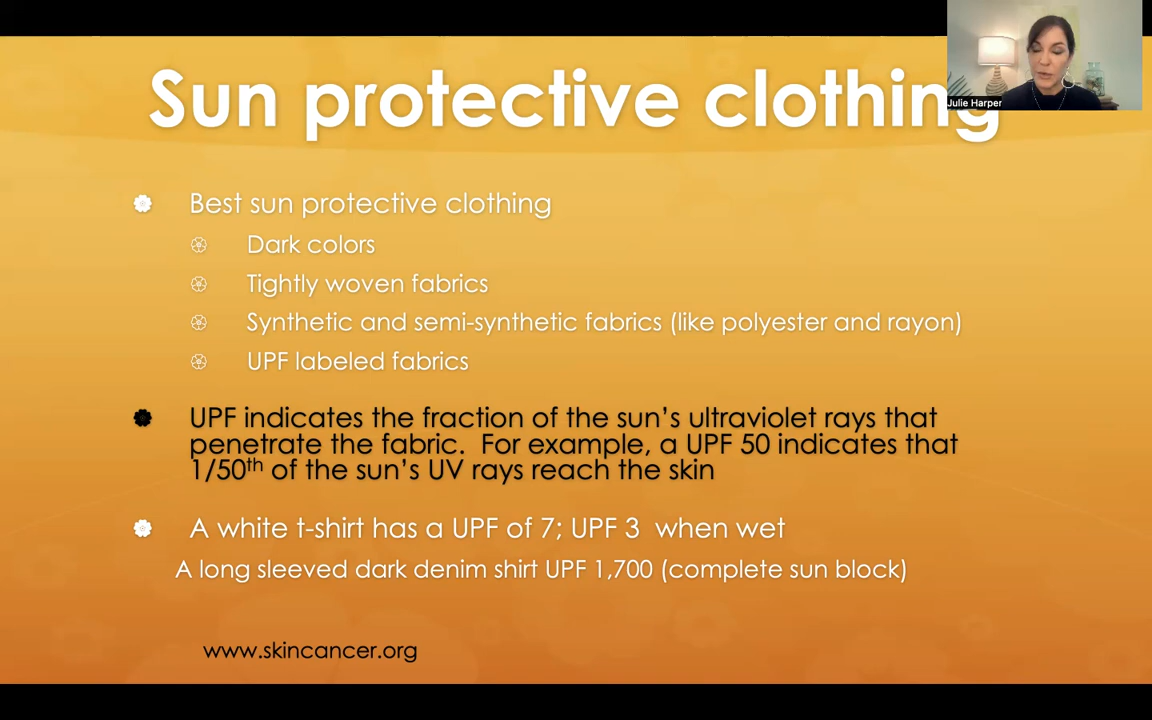 Sun protective clothing
Julie Harper
Best sun protective clothing
Dark colors
Tightly woven fabrics
Synthetic and semi-synthetic fabrics (like polyester and rayon)
UPF labeled fabrics
UPF indicates the fraction of the sun’s ultraviolet rays that
penetrate the fabric.  For example, a UPF 50 indicates that
1/50th of the sun’s UV rays reach the skin
A white t-shirt has a UPF of 7; UPF 3  when wet
A long sleeved dark denim shirt UPF 1,700 (complete sun block)
www.skincancer.org